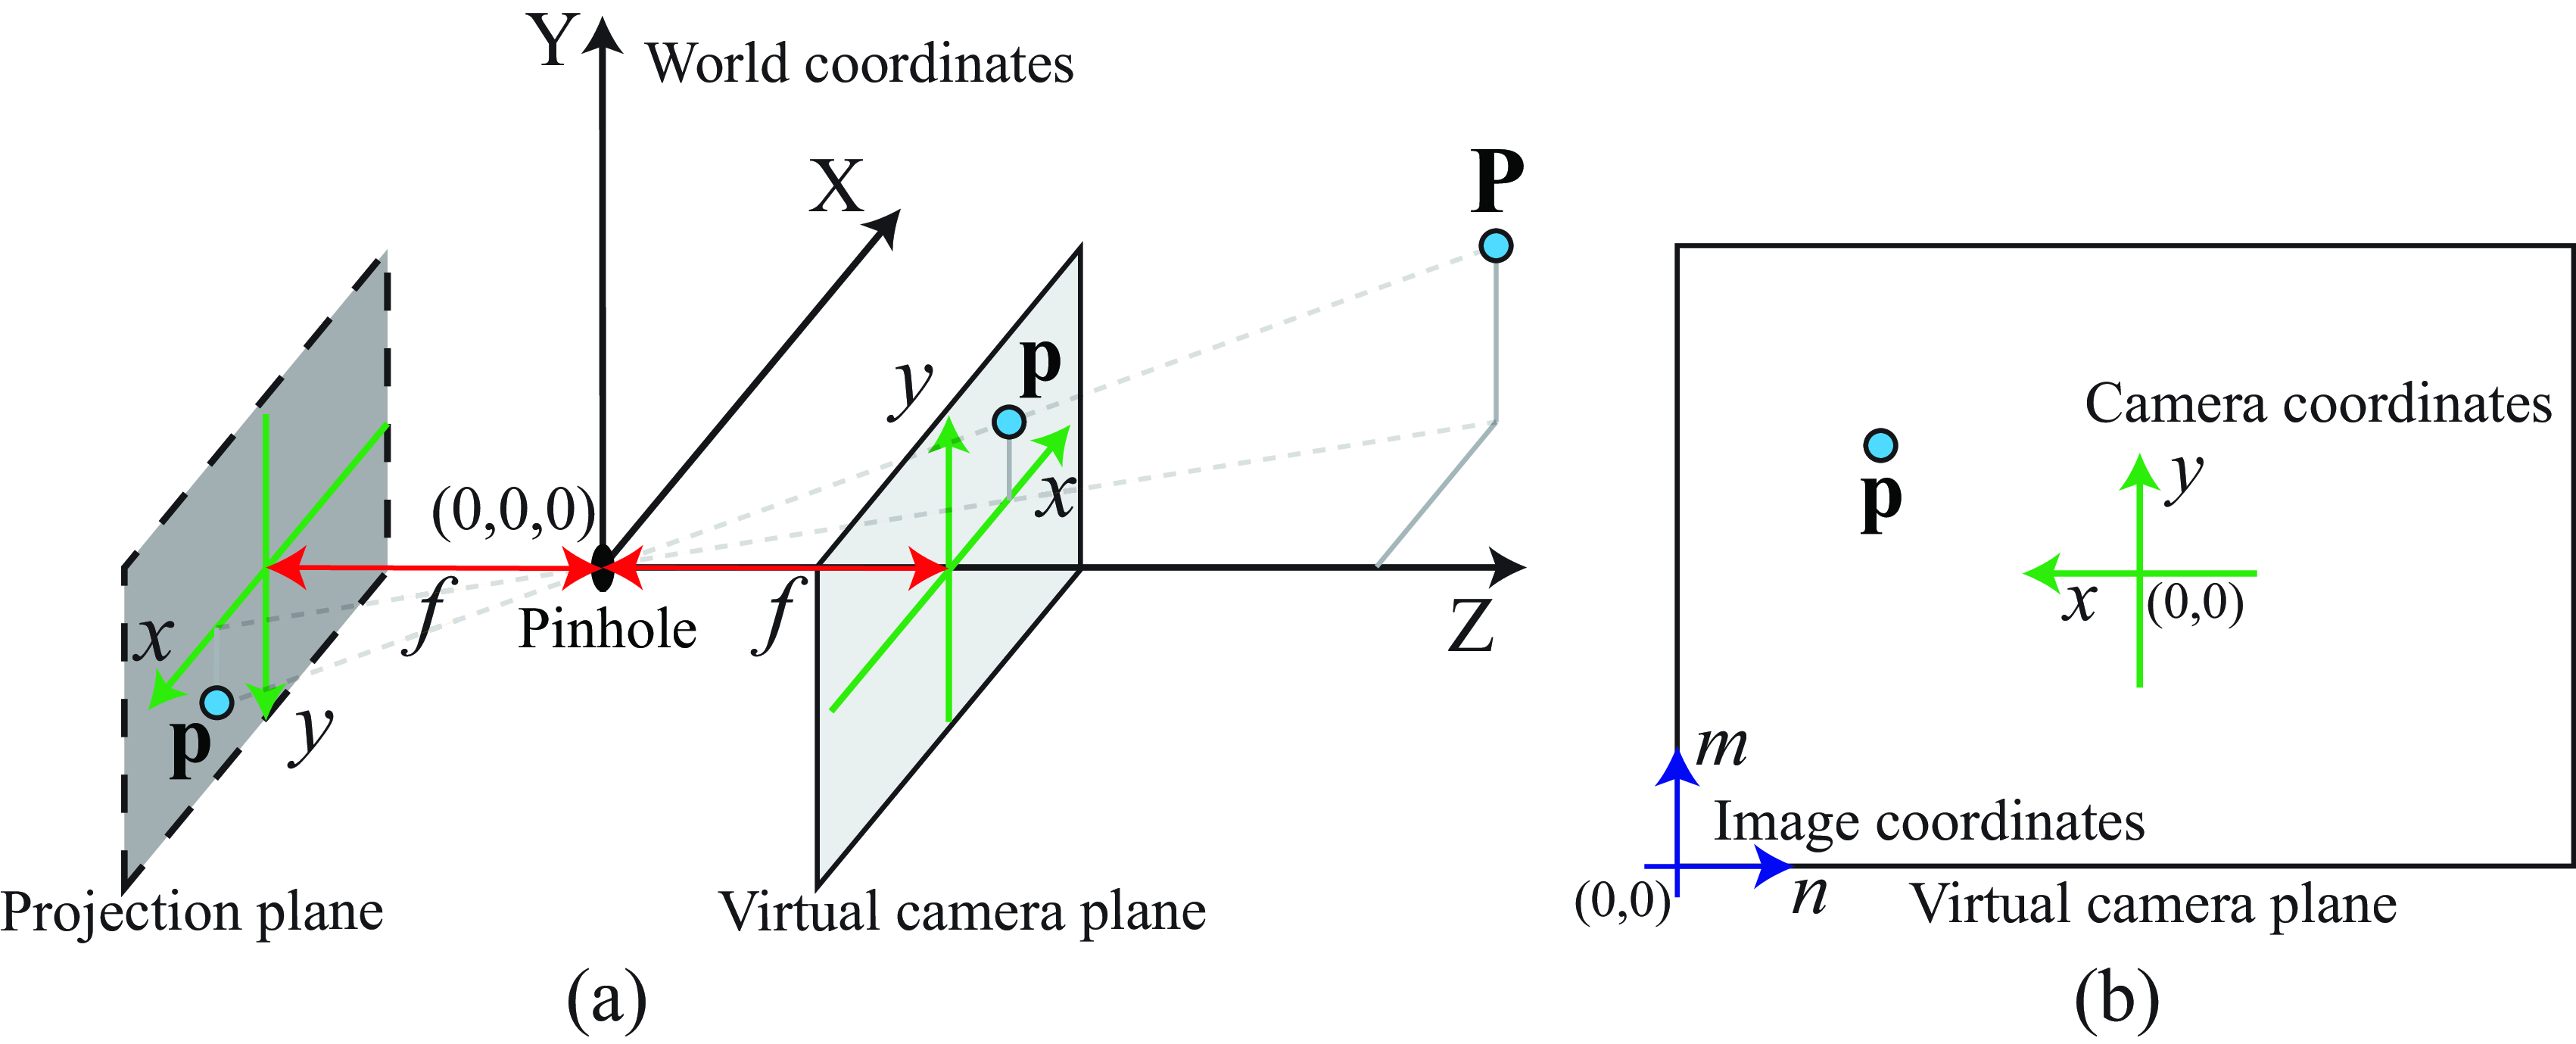 Y
World coordinates
X
P
p
y
x
(0,0,0)
f
Pinhole
f
Z
x
p
y
Projection plane
Virtual camera plane
(a)
Camera coordinates
p
y
x
(0,0)
m
Image coordinates
(0,0)
n
Virtual camera plane
(b)